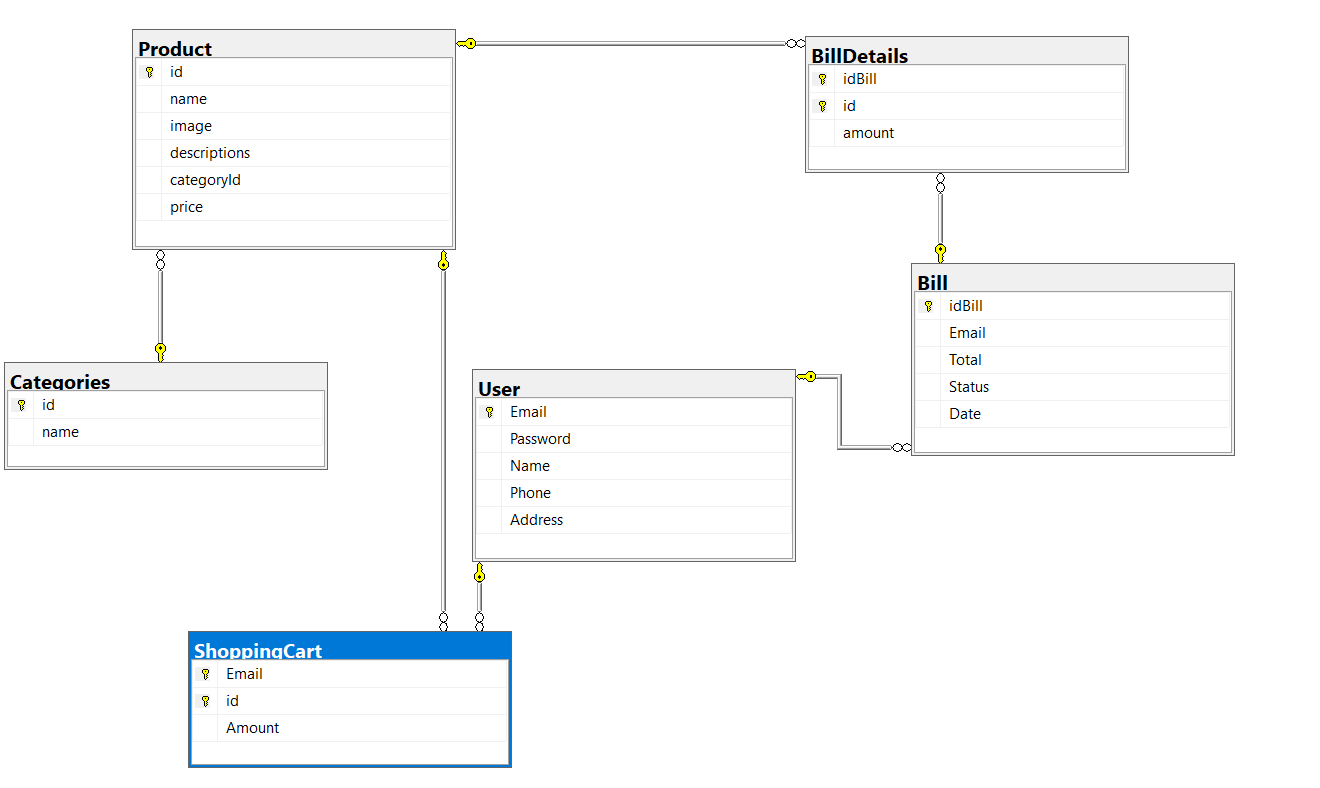 Product
id
name
image
descriptions
categoryId
price
BillDetails
idBill
id
amount
Bill
idBill
Email
Total
Status
Date
Categories
id
name
User
Email
Password
Name
Phone
Address
ShoppingCart
Email
id
Amount